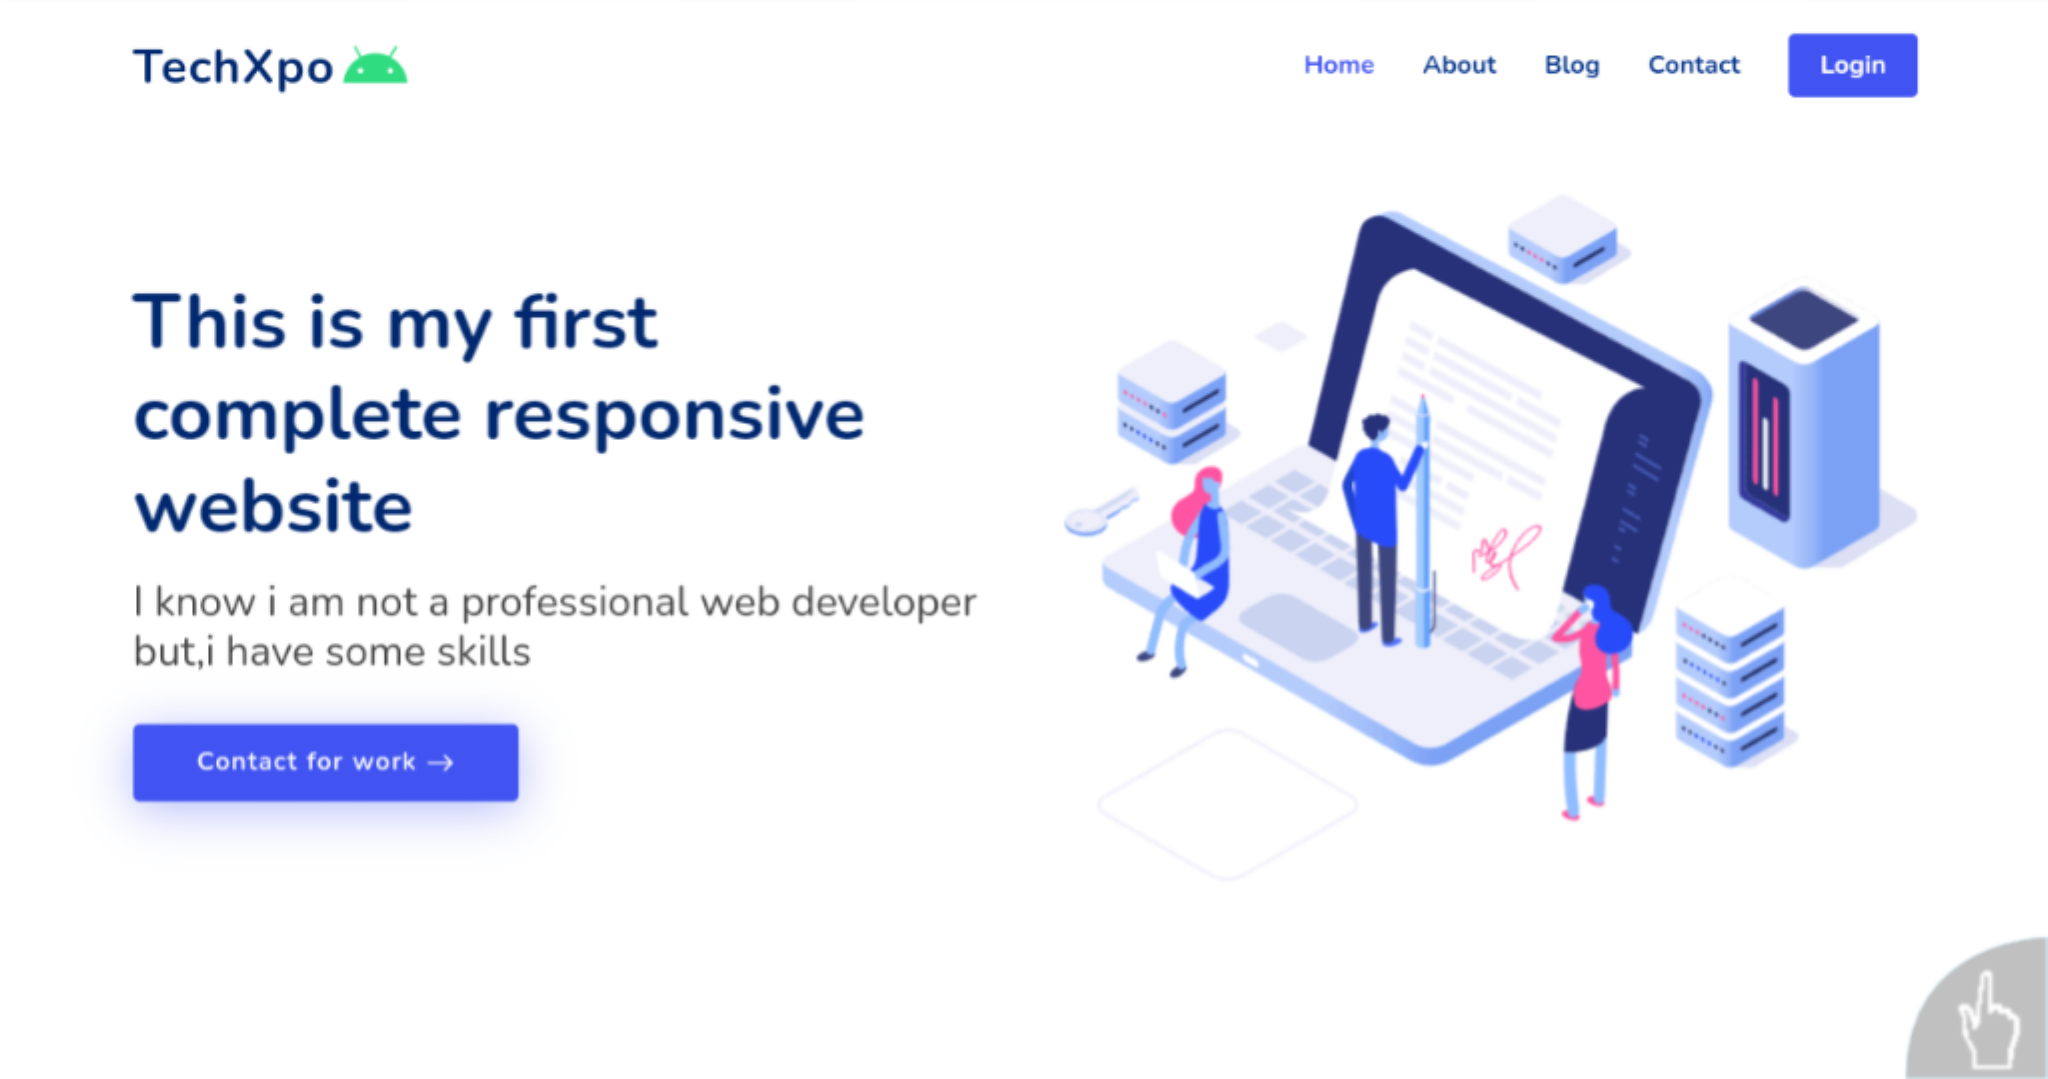 TechXpo
Home About Blog Contact Login
This is my first
complete responsive
website
I know i am not a professional web developer
but,i have some skills
Contact for work →